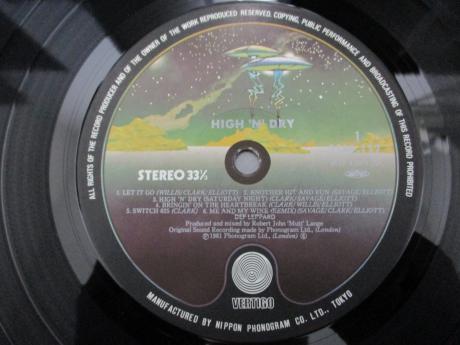 ALL RIGHTS OF THE RECORD PRODUCER AND OF THE OWNER OF THE WORK REPRODUCED RESERVED. COPYING, PUBLIC PERFORMANCE AND BROADCASTING OF THIS RECORD PROHIBITED
HIGH 'N' DRY
1
STEREO 33⅓
1. LET IT GO (WILLIS/CLARK/ELLIOTT) 2. ANOTHER HIT AND RUN (SAVAGE/ELLIOTT)
3. HIGH 'N' DRY (SATURDAY NIGHT) (CLARK/SAVAGE/ELLIOTT)
4. BRINGIN' ON THE HEARTBREAK (CLARK/WILLIS/ELLIOTT)
5. SWITCH 625 (CLARK) 6. ME AND MY WINE (REMIX) (SAVAGE/CLARK/ELLIOTT)
DEF LEPPARD
Produced and mixed by Robert John "Mutt" Lange
Original Sound Recording made by Phonogram Ltd., (London)
Ⓟ 1981 Phonogram Ltd., (London) Ⓢ
VERTIGO
MANUFACTURED BY NIPPON PHONOGRAM CO. LTD., TOKYO